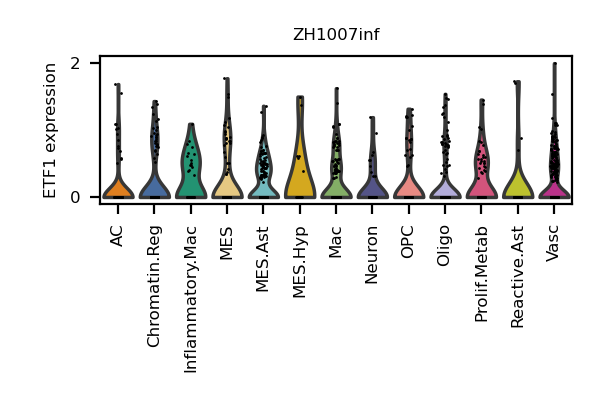 ZH1007inf
ETF1 expression
2
0
AC
Chromatin.Reg
Inflammatory.Mac
MES
MES.Ast
MES.Hyp
Mac
Neuron
OPC
Oligo
Prolif.Metab
Reactive.Ast
Vasc